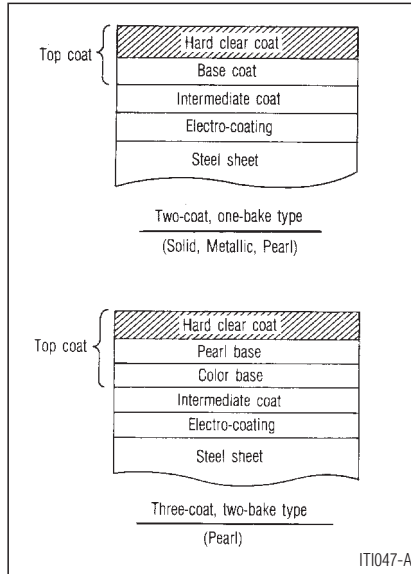 Hard clear coat
Top coat
Base coat
Intermediate coat
Electro-coating
Steel sheet
Two-coat, one-bake type
(Solid, Metallic, Pearl)
Hard clear coat
Top coat
Pearl base
Color base
Intermediate coat
Electro-coating
Steel sheet
Three-coat, two-bake type
(Pearl)
ITI047-A